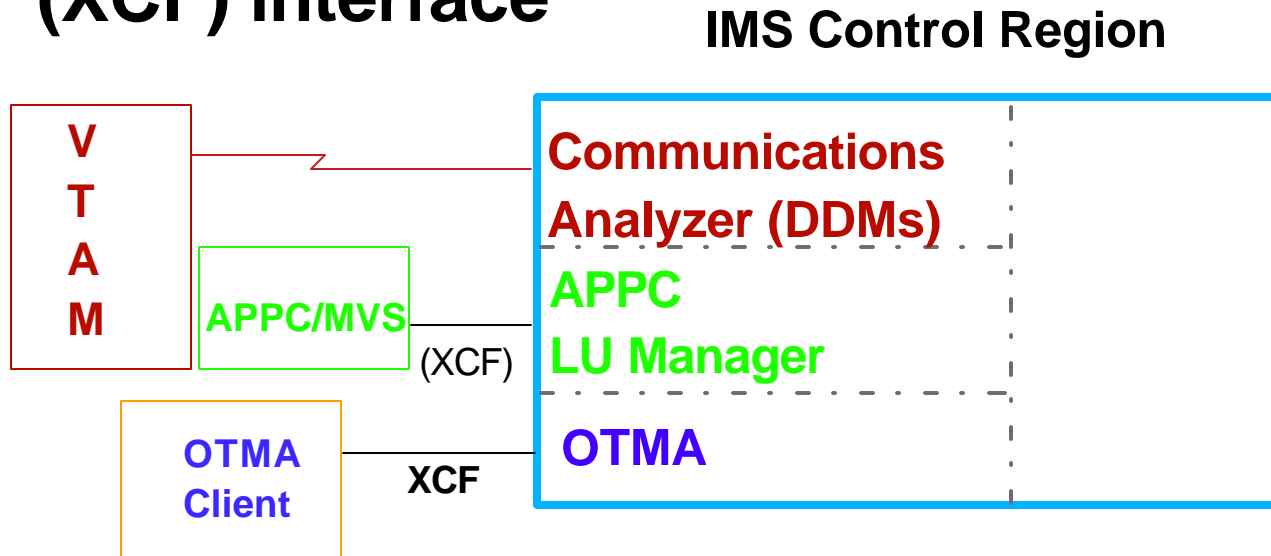 (XCF) Interface
IMS Control Region
V
T
A
M
Communications
Analyzer (DDMs)
APPC/MVS
(XCF)
APPC
LU Manager
OTMA
Client
XCF
OTMA